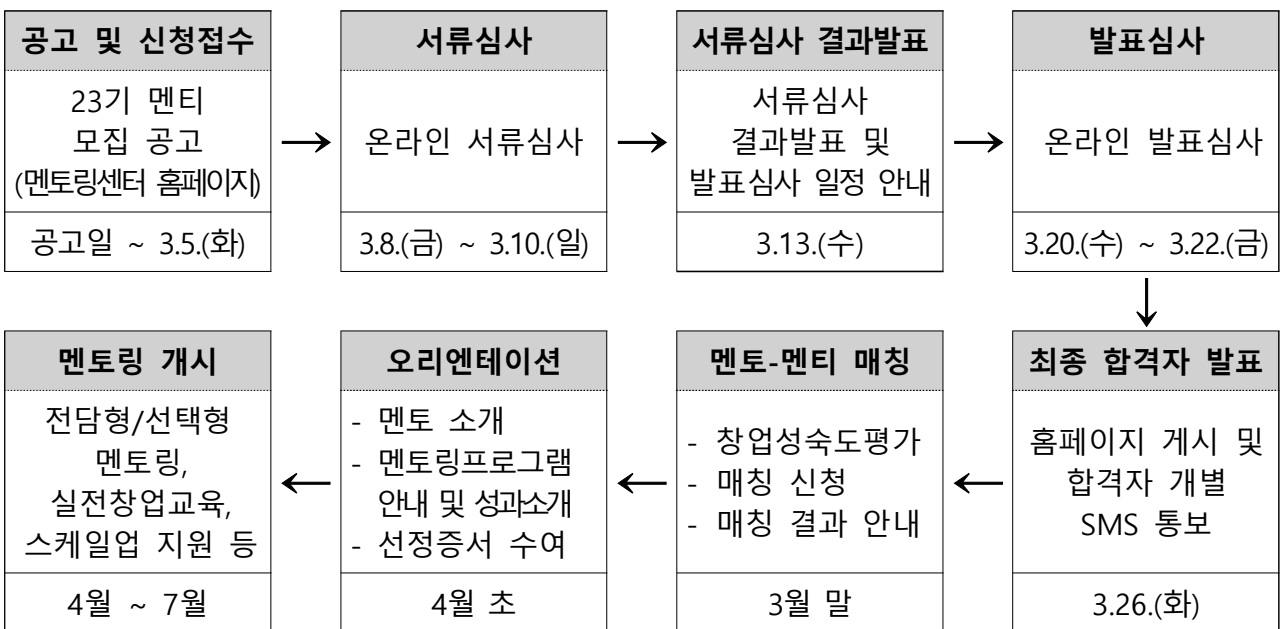 공고 및 신청접수
23기 멘티
모집 공고
(멘토링센터 홈페이지)
공고일 ~ 3.5.(화)
서류심사
온라인 서류심사
3.8.(금) ~ 3.10.(일)
서류심사 결과발표
서류심사
결과발표 및
발표심사 일정 안내
3.13.(수)
발표심사
온라인 발표심사
3.20.(수) ~ 3.22.(금)
최종 합격자 발표
홈페이지 게시 및
합격자 개별
SMS 통보
3.26.(화)
멘토-멘티 매칭
- 창업성숙도평가
- 매칭 신청
- 매칭 결과 안내
3월 말
오리엔테이션
- 멘토 소개
- 멘토링프로그램
안내 및 성과소개
- 선정증서 수여
4월 초
멘토링 개시
전담형/선택형
멘토링,
실전창업교육,
스케일업 지원 등
4월 ~ 7월